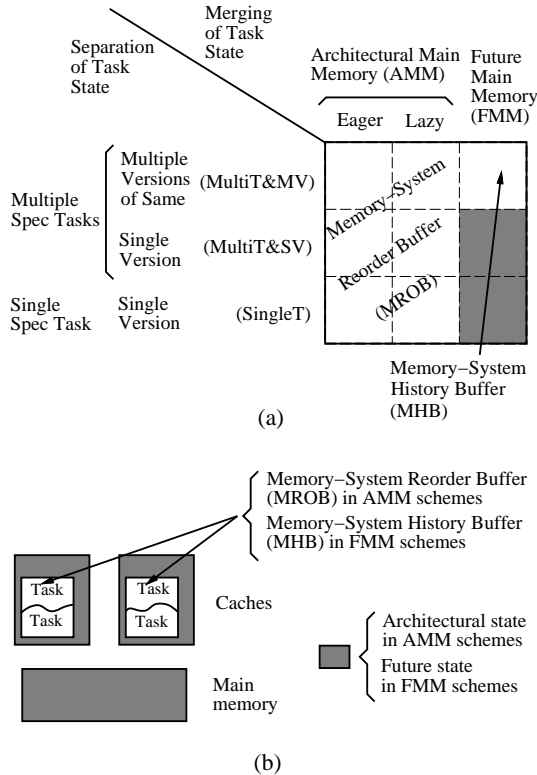 Merging
of Task
State
Separation
of Task
State
Architectural Main
Memory (AMM)
Future
Main
Memory
(FMM)
Eager
Lazy
Multiple
Spec Tasks
Multiple
Versions
of Same
(MultiT&MV)
Single
Version
(MultiT&SV)
Single
Spec Task
Single
Version
(SingleT)
Memory−System
Reorder Buffer
(MROB)
Memory−System
History Buffer
(MHB)
(a)
Memory−System Reorder Buffer
(MROB) in AMM schemes
Memory−System History Buffer
(MHB) in FMM schemes
Task
Task
Task
Task
Caches
Main
memory
Architectural state
in AMM schemes
Future state
in FMM schemes
(b)